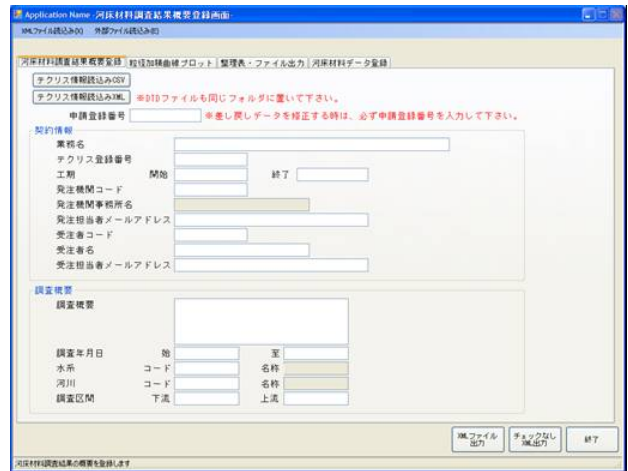 Application Name -河床材料調査結果概要登録画面-
XMLファイル読込み(X) 外部ファイル読込み(E)
河床材料調査結果概要登録 粒径加積曲線プロット 整理表・ファイル出力 河床材料データ登録
テクリス情報読込みCSV
テクリス情報読込みXML ※DTDファイルも同じフォルダに置いて下さい。
申請登録番号 ※差し戻しデータを修正する時は、必ず申請登録番号を入力して下さい。
契約情報
業務名
テクリス登録番号
工期 開始 終了
発注機関コード
発注機関事務所名
発注担当者メールアドレス
受注者コード
受注者名
受注担当者メールアドレス
調査概要
調査概要
調査年月日 始 至
水系 コード 名称
河川 コード 名称
調査区間 下流 上流
XMLファイル出力 チェックなしXML出力 終了
河床材料調査結果の概要を登録します